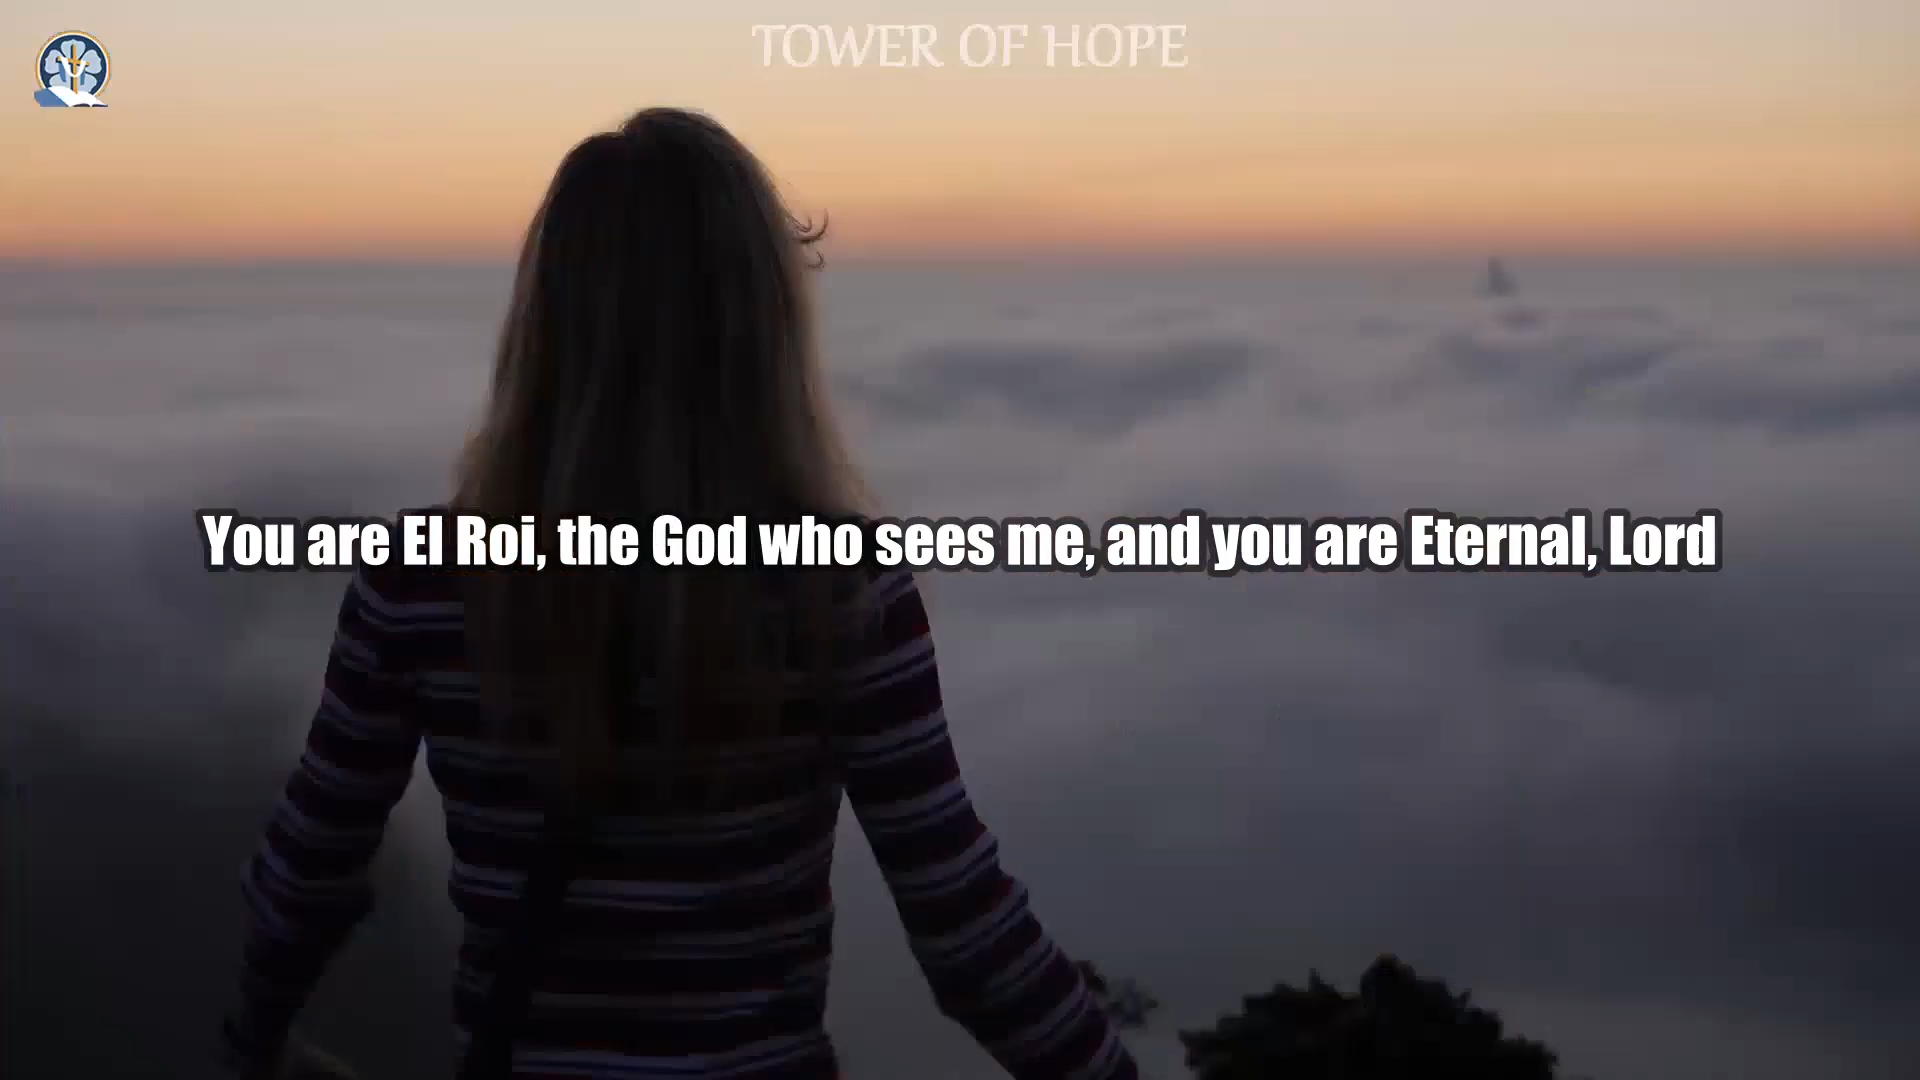 TOWER OF HOPE
You are El Roi, the God who sees me, and you are Eternal, Lord